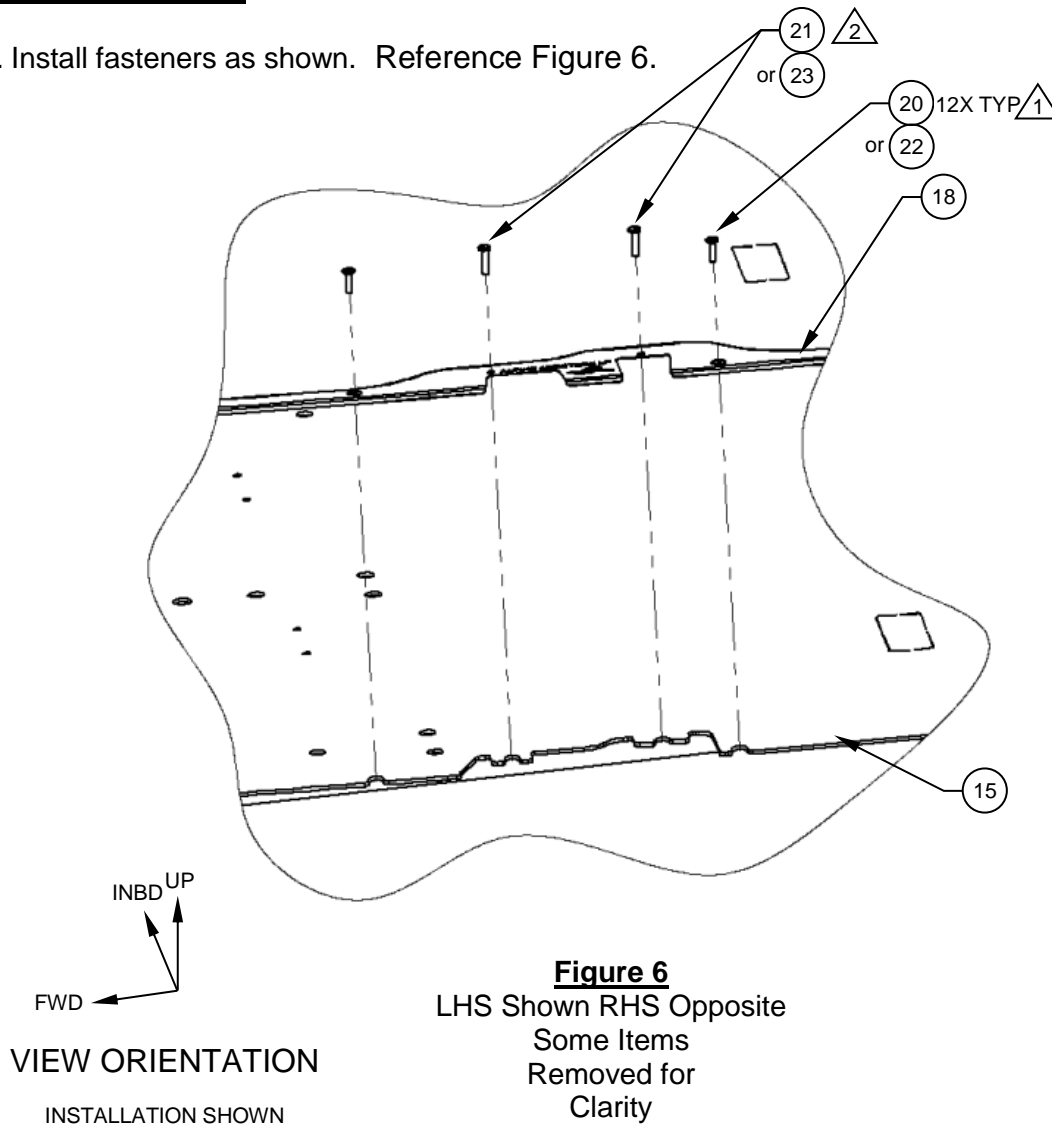 . Install fasteners as shown. Reference Figure 6.
21 2
or 23
20 12X TYP 1
or 22
18
15
INBD UP
FWD
VIEW ORIENTATION
INSTALLATION SHOWN
Figure 6
LHS Shown RHS Opposite
Some Items
Removed for
Clarity